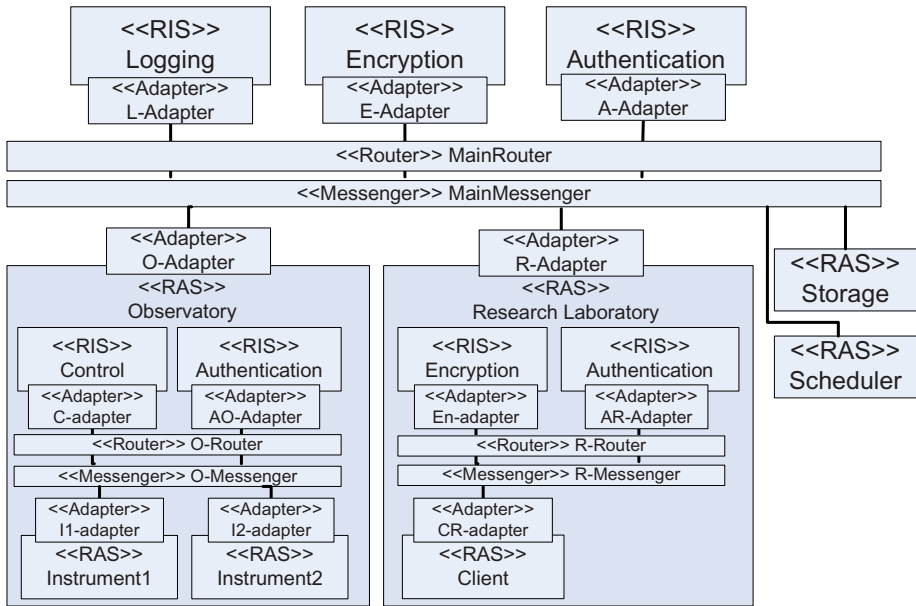 <<RIS>>
Logging
<<Adapter>>
L-Adapter
<<RIS>>
Encryption
<<Adapter>>
E-Adapter
<<RIS>>
Authentication
<<Adapter>>
A-Adapter
<<Router>> MainRouter
<<Messenger>> MainMessenger
<<Adapter>>
O-Adapter
<<RAS>>
Observatory
<<RIS>>
Control
<<Adapter>>
C-adapter
<<RIS>>
Authentication
<<Adapter>>
AO-Adapter
<<Router>> O-Router
<<Messenger>> O-Messenger
<<Adapter>>
I1-adapter
<<RAS>>
Instrument1
<<Adapter>>
I2-adapter
<<RAS>>
Instrument2
<<Adapter>>
R-Adapter
<<RAS>>
Research Laboratory
<<RIS>>
Encryption
<<Adapter>>
En-adapter
<<RIS>>
Authentication
<<Adapter>>
AR-Adapter
<<Router>> R-Router
<<Messenger>> R-Messenger
<<Adapter>>
CR-adapter
<<RAS>>
Client
<<RAS>>
Storage
<<RAS>>
Scheduler